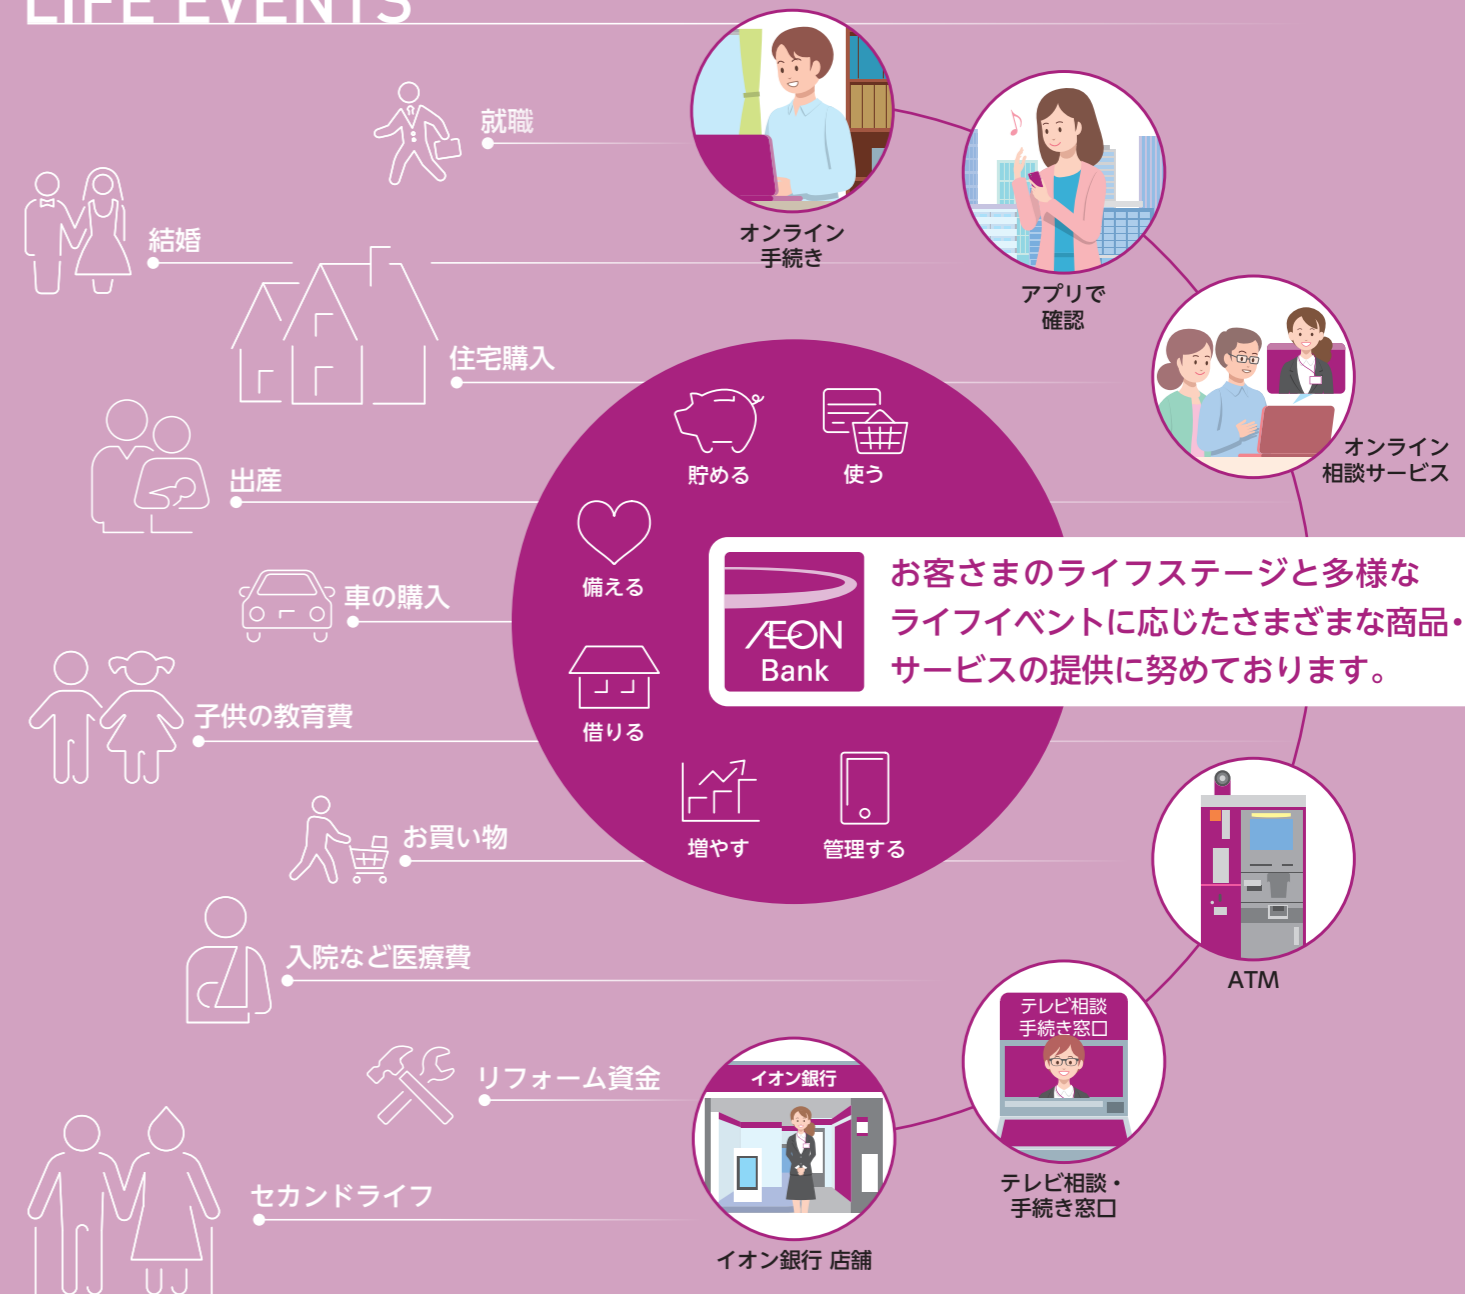 LIFE EVENTS
就職
結婚
住宅購入
出産
車の購入
子供の教育費
お買い物
入院など医療費
リフォーム資金
セカンドライフ
貯める
使う
備える
借りる
増やす
管理する
ÆON
Bank
お客さまのライフステージと多様な
ライフイベントに応じたさまざまな商品・
サービスの提供に努めております。
オンライン
手続き
アプリで
確認
オンライン
相談サービス
ATM
テレビ相談
手続き窓口
テレビ相談・
手続き窓口
イオン銀行
イオン銀行 店舗